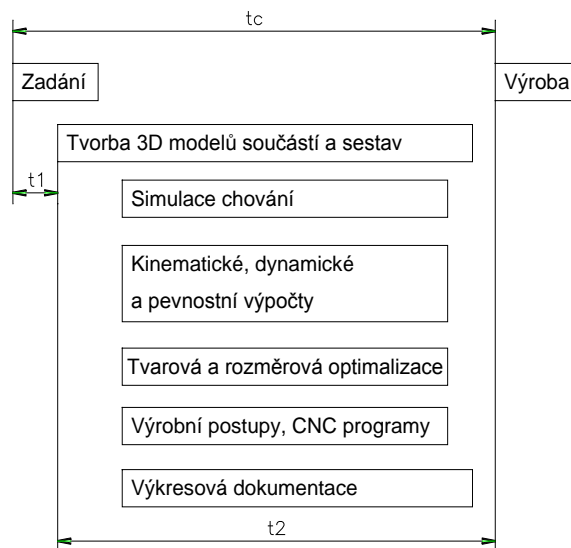 tc
Zadání
Výroba
Tvorba 3D modelů součástí a sestav
t1
Simulace chování
Kinematické, dynamické
a pevnostní výpočty
Tvarová a rozměrová optimalizace
Výrobní postupy, CNC programy
Výkresová dokumentace
t2